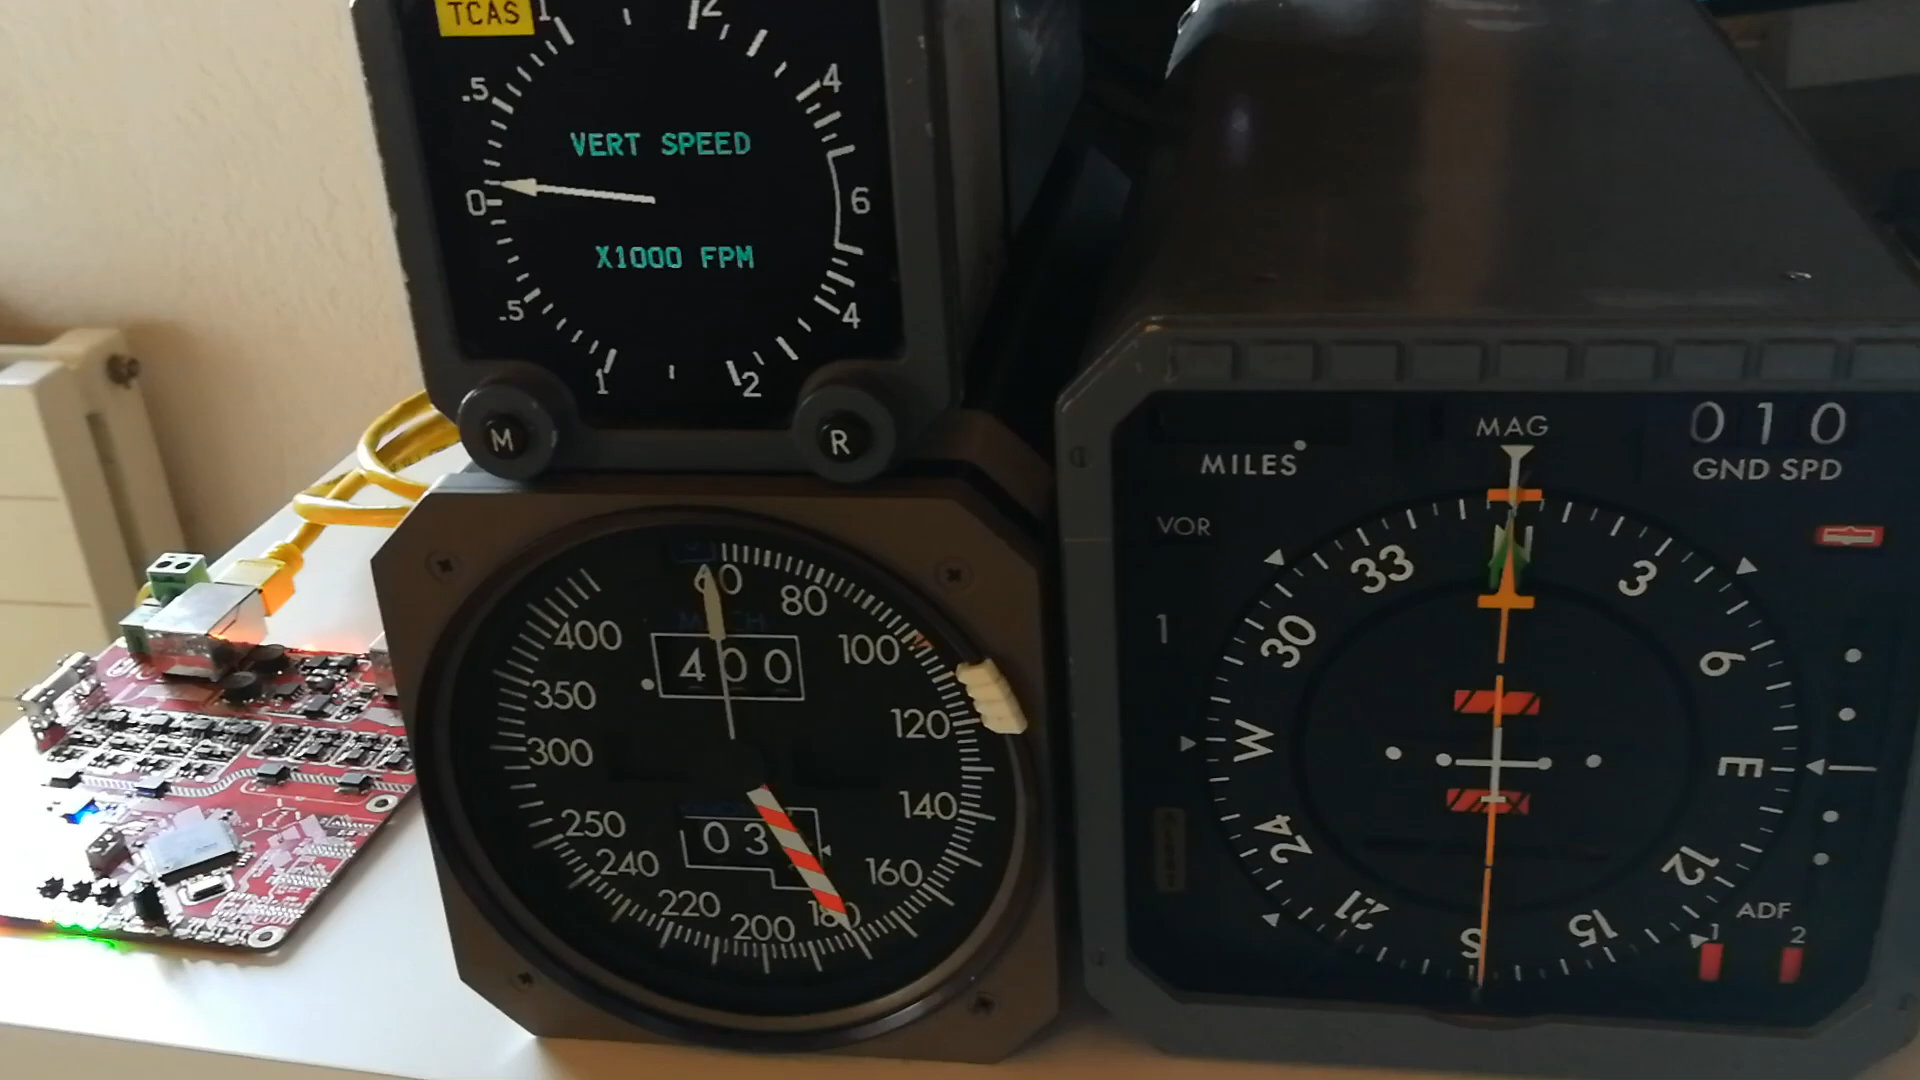 TCAS
1 2
.5 4
VERT SPEED
0 6
X1000 FPM
.5 4
1 2
M R
60
80
400 MACH 100
400
350
120
300
140
250 03
240 160
220 200 180
MAG 010
MILES GND SPD
VOR
33 N 3
1 30 6
W E
24 12
21 S 15
ADF
1 2